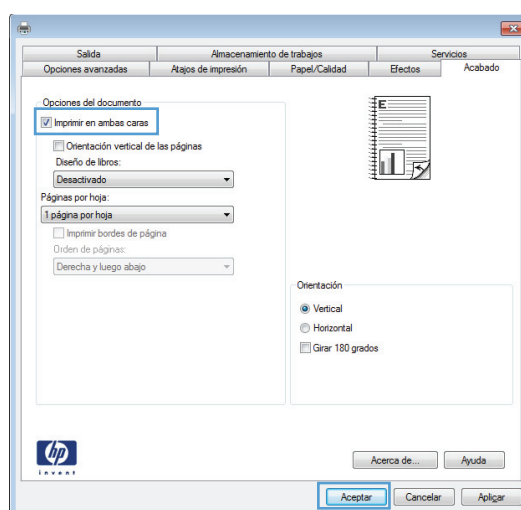 Salida Almacenamiento de trabajos Servicios
Opciones avanzadas Atajos de impresión Papel/Calidad Efectos Acabado
Opciones del documento
Imprimir en ambas caras
Orientación vertical de las páginas
Diseño de libros:
Desactivado
Páginas por hoja:
1 página por hoja
Imprimir bordes de página
Orden de páginas:
Derecha y luego abajo
E
Orientación
Vertical
Horizontal
Girar 180 grados
hp
invent
Acerca de... Ayuda
Aceptar Cancelar Aplicar